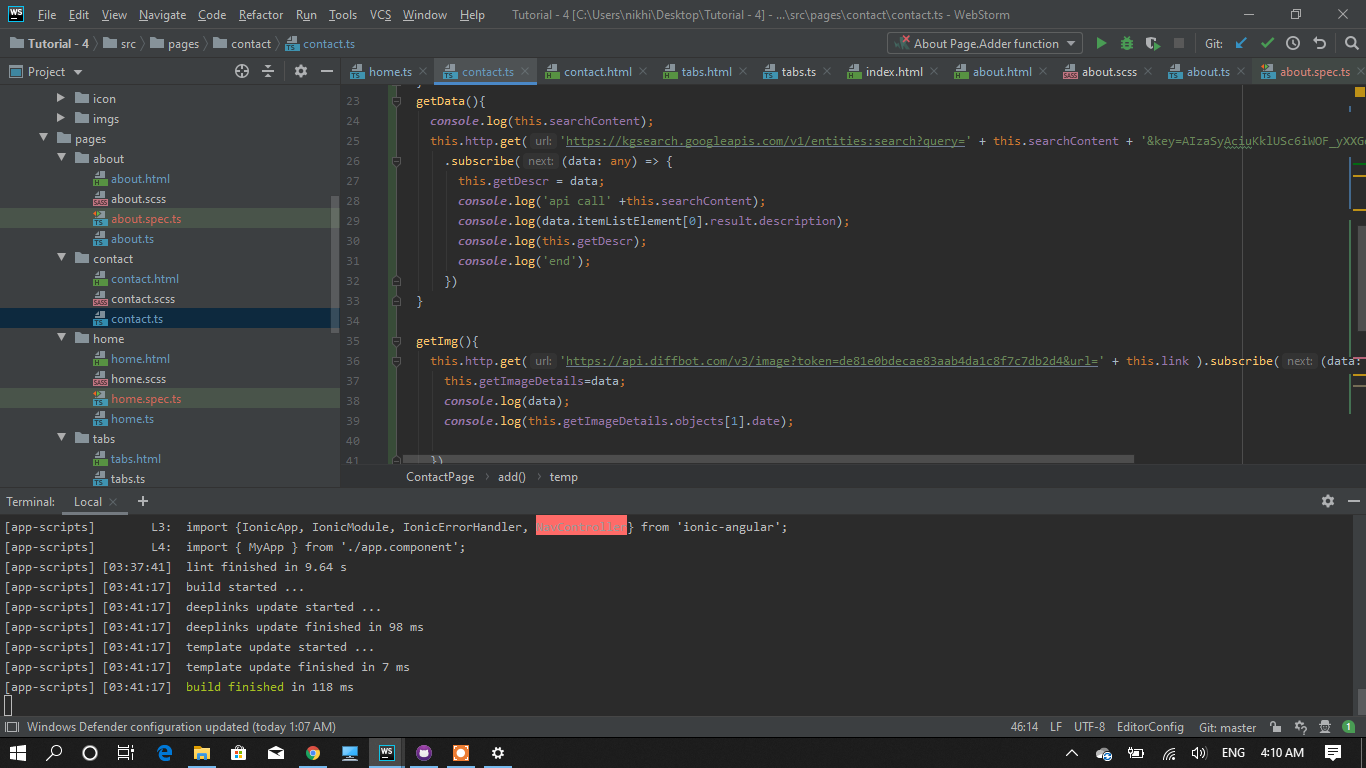 WS File Edit View Navigate Code Refactor Run Tools VCS Window Help Tutorial - 4 [C:\Users\nikhi\Desktop\Tutorial - 4] - ...\src\pages\contact\contact.ts - WebStorm
Tutorial - 4 src pages contact contact.ts About Page.Adder function Git:
Project home.ts contact.ts contact.html tabs.html tabs.ts index.html about.html about.scss about.ts about.spec.ts
icon
imgs
pages
about
about.html
about.scss
about.spec.ts
about.ts
contact
contact.html
contact.scss
contact.ts
home
home.html
home.scss
home.spec.ts
home.ts
tabs
tabs.html
tabs.ts
23 getData(){
24 console.log(this.searchContent);
25 this.http.get( url: 'https://kgsearch.googleapis.com/v1/entities:search?query=' + this.searchContent + '&key=AIzaSyAciuKklUSc6iWOF_yXXG
26 .subscribe( next: (data: any) => {
27 this.getDescr = data;
28 console.log('api call' +this.searchContent);
29 console.log(data.itemListElement[0].result.description);
30 console.log(this.getDescr);
31 console.log('end');
32 })
33 }
34
35 getImg(){
36 this.http.get( url: 'https://api.diffbot.com/v3/image?token=de81e0bdecae83aab4da1c8f7c7db2d4&url=' + this.link ).subscribe( next: (data:
37 this.getImageDetails=data;
38 console.log(data);
39 console.log(this.getImageDetails.objects[1].date);
40
41 })
ContactPage add() temp
Terminal: Local
[app-scripts] L3: import {IonicApp, IonicModule, IonicErrorHandler, } from 'ionic-angular';
[app-scripts] L4: import { MyApp } from './app.component';
[app-scripts] [03:37:41] lint finished in 9.64 s
[app-scripts] [03:41:17] build started ...
[app-scripts] [03:41:17] deeplinks update started ...
[app-scripts] [03:41:17] deeplinks update finished in 98 ms
[app-scripts] [03:41:17] template update started ...
[app-scripts] [03:41:17] template update finished in 7 ms
[app-scripts] [03:41:17] build finished in 118 ms
Windows Defender configuration updated (today 1:07 AM) 46:14 LF UTF-8 EditorConfig Git: master 1
WS ENG 4:10 AM